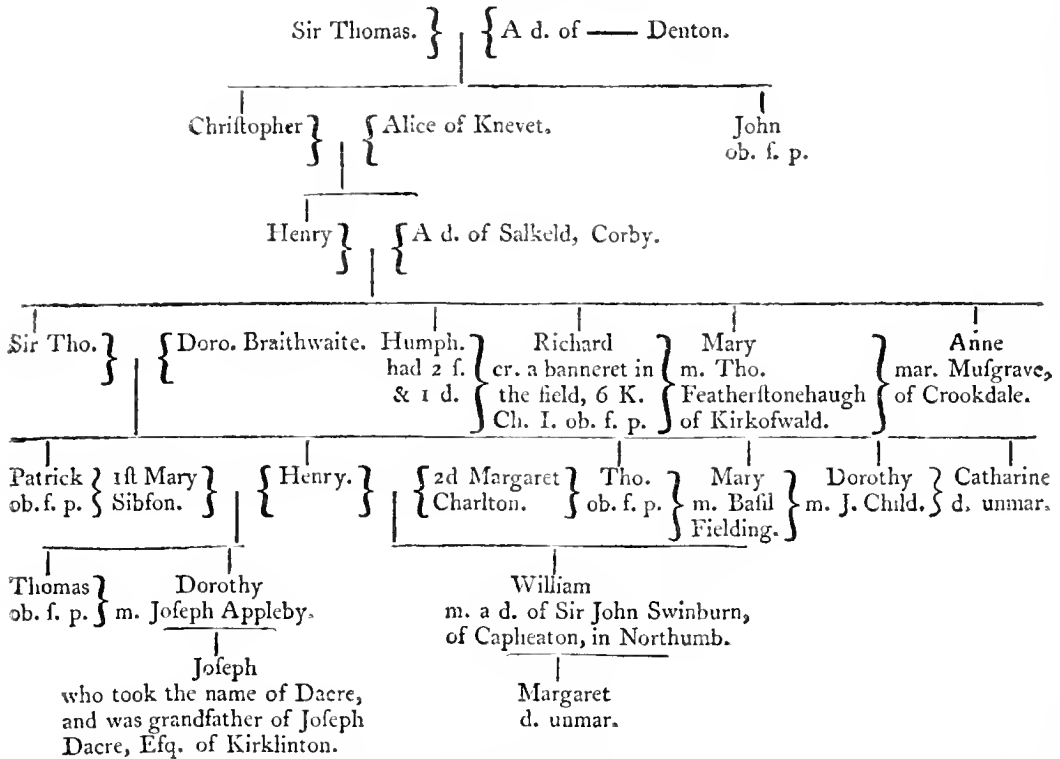 Sir Thomas. } { A d. of —— Denton.
Chriſtopher } { Alice of Knevet. John
ob. ſ. p.
Henry } { A d. of Salkeld, Corby.
Sir Tho. } { Doro. Braithwaite. Humph. } Richard } Mary } Anne
had 2 ſ. cr. a banneret in m. Tho. mar. Muſgrave,
& 1 d. the field, 6 K. Featherſtonehaugh of Crookdale.
Ch. I. ob. ſ. p. of Kirkofwald.
Patrick { 1ſt Mary } { Henry. } { 2d Margaret } Tho. } Mary } Dorothy } Catharine
ob. ſ. p. Sibſon. Charlton. ob. ſ. p. m. Baſil m. J. Child. d. unmar.
Fielding.
Thomas } Dorothy William
ob. ſ. p. m. Joſeph Appleby. m. a d. of Sir John Swinburn,
of Capheaton, in Northumb.
Joſeph Margaret
who took the name of Dacre, d. unmar.
and was grandfather of Joſeph
Dacre, Eſq. of Kirklinton.